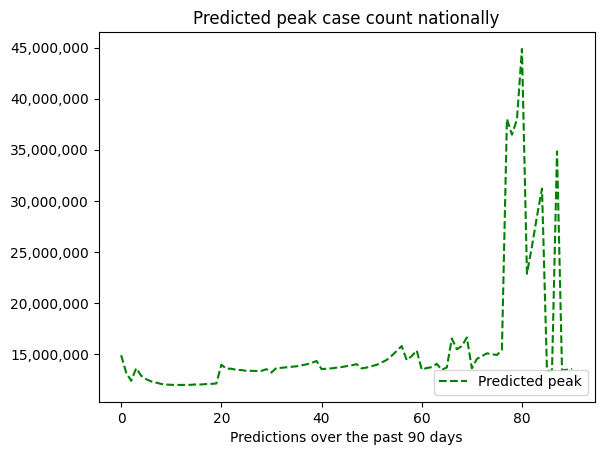 Predicted peak case count nationally
45,000,000
40,000,000
35,000,000
30,000,000
25,000,000
20,000,000
15,000,000
Predicted peak
0 20 40 60 80
Predictions over the past 90 days